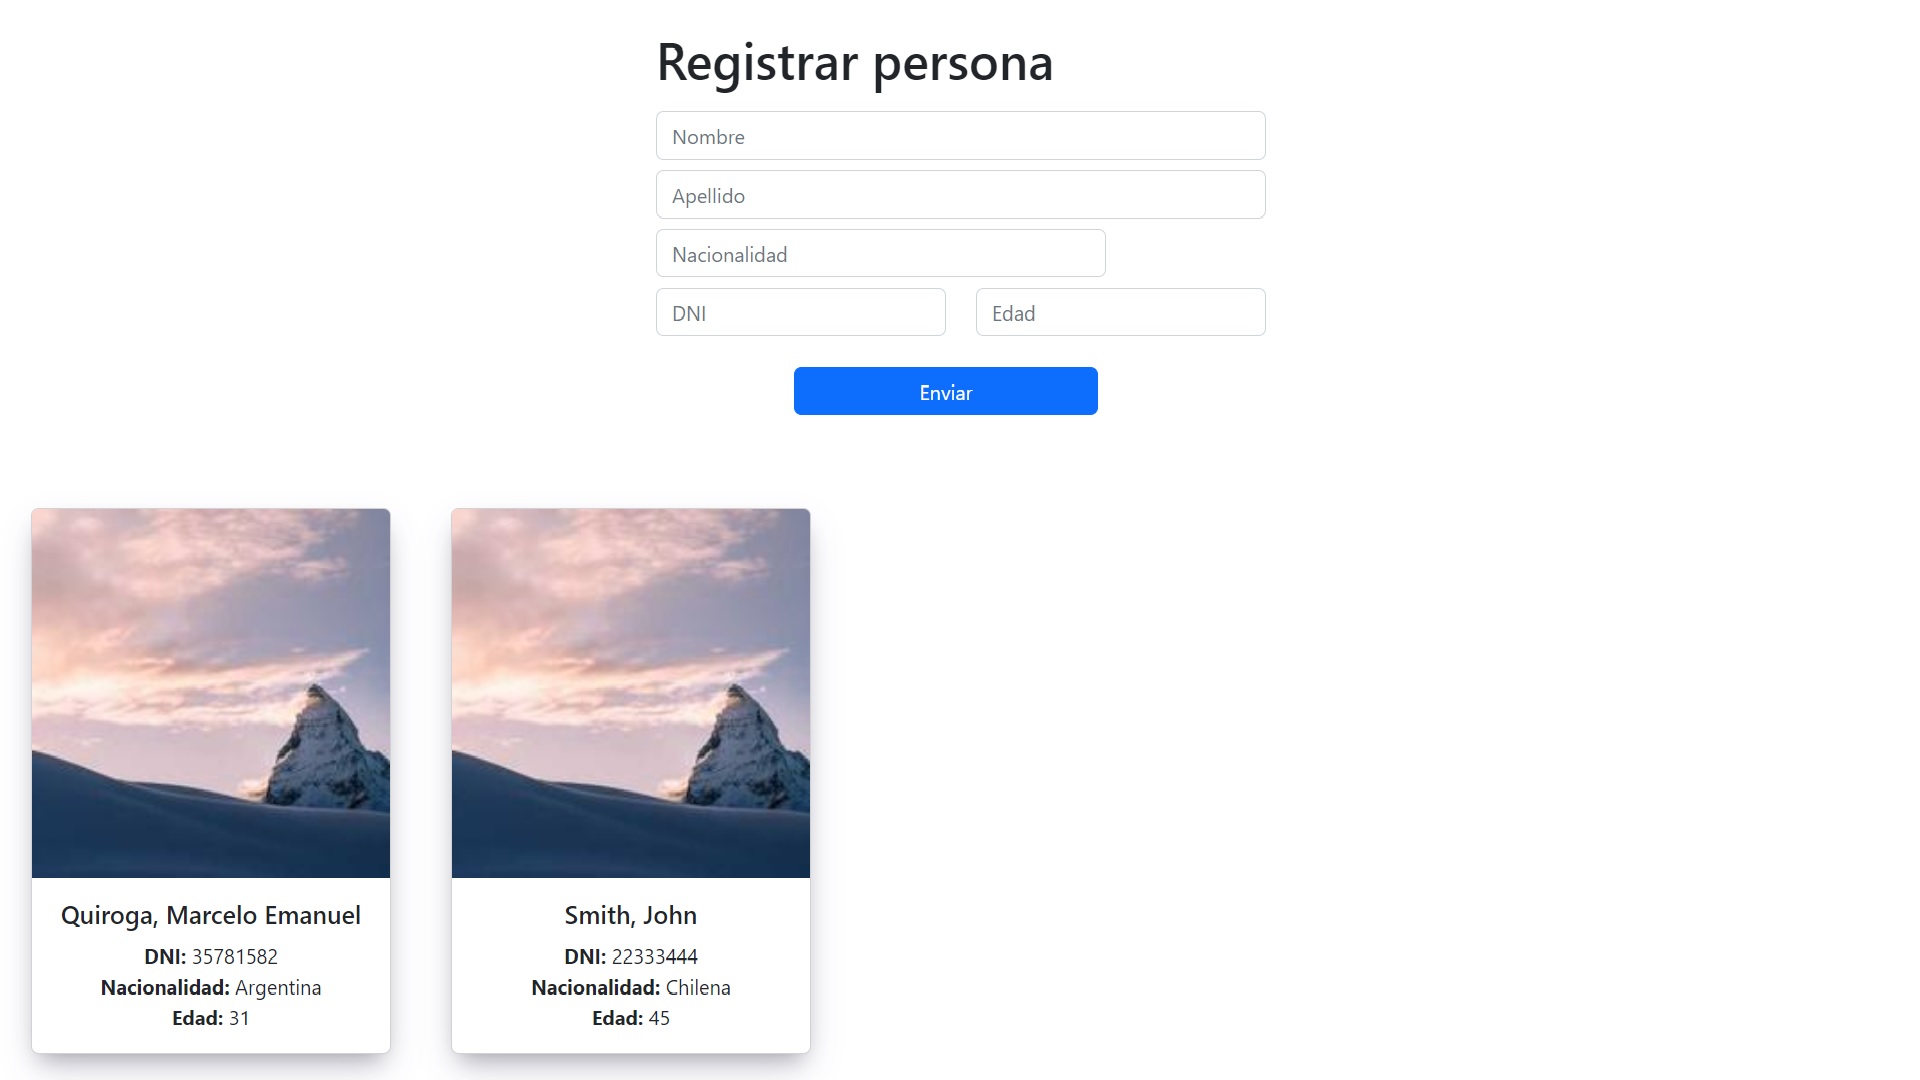 Registrar persona
Nombre
Apellido
Nacionalidad
DNI
Edad
Enviar
Quiroga, Marcelo Emanuel
DNI: 35781582
Nacionalidad: Argentina
Edad: 31
Smith, John
DNI: 22333444
Nacionalidad: Chilena
Edad: 45